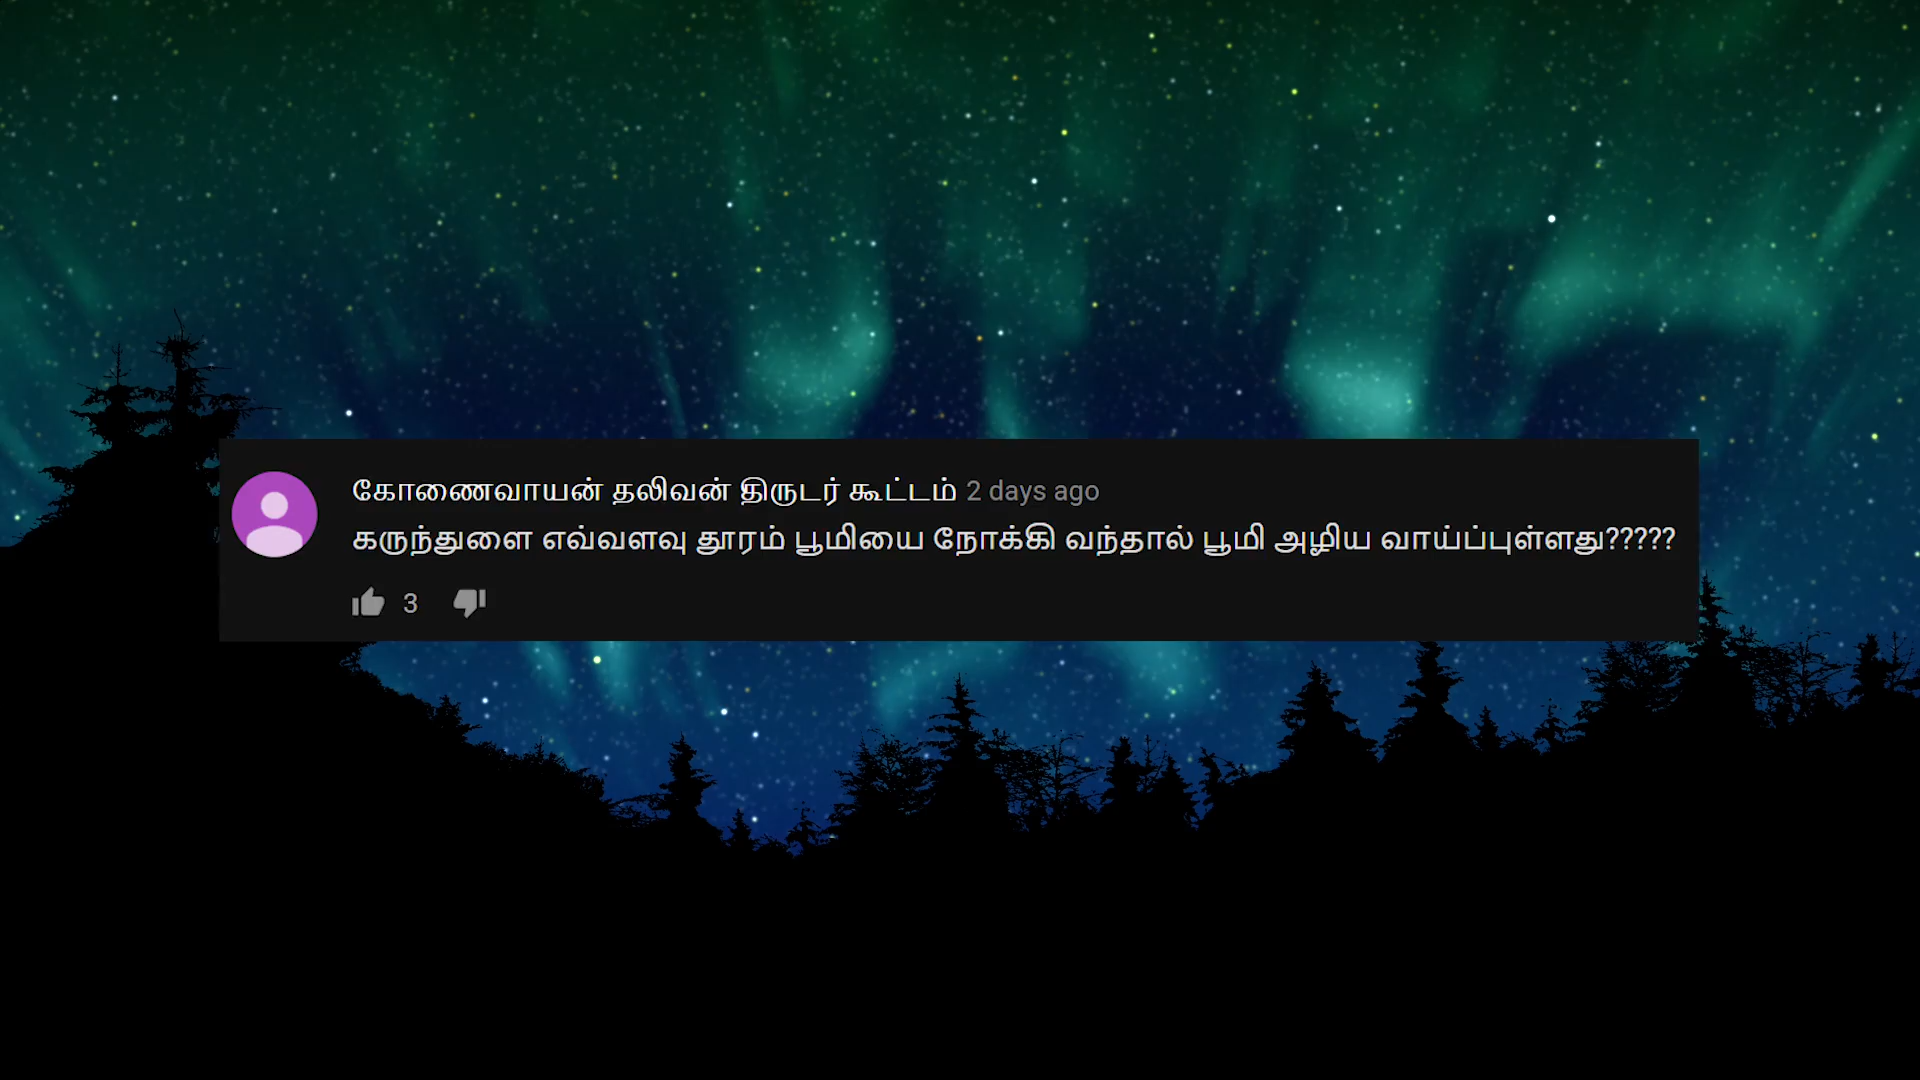 கோணைவாயன் தலிவன் திருடர் கூட்டம் 2 days ago
கருந்துளை எவ்வளவு தூரம் பூமியை நோக்கி வந்தால் பூமி அழிய வாய்ப்புள்ளது?????
3